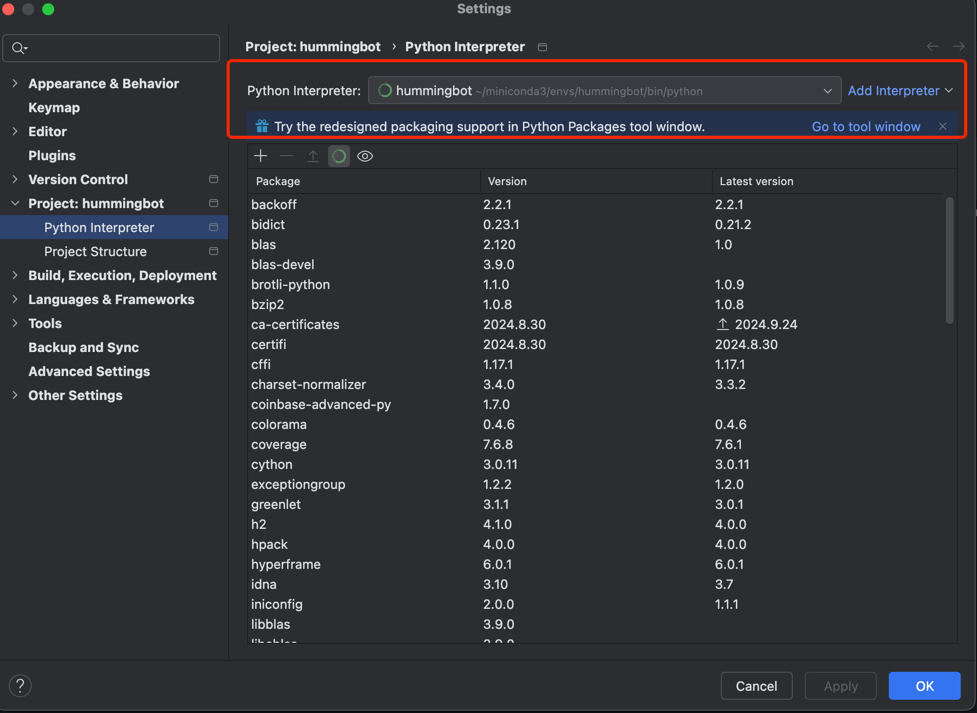 Settings
Project: hummingbot › Python Interpreter
Python Interpreter: hummingbot ~/miniconda3/envs/hummingbot/bin/python Add Interpreter
Try the redesigned packaging support in Python Packages tool window. Go to tool window
Appearance & Behavior
Keymap
Editor
Plugins
Version Control
Project: hummingbot
Python Interpreter
Project Structure
Build, Execution, Deployment
Languages & Frameworks
Tools
Backup and Sync
Advanced Settings
Other Settings
Package Version Latest version
backoff 2.2.1 2.2.1
bidict 0.23.1 0.21.2
blas 2.120 1.0
blas-devel 3.9.0
brotli-python 1.1.0 1.0.9
bzip2 1.0.8 1.0.8
ca-certificates 2024.8.30 2024.9.24
certifi 2024.8.30 2024.8.30
cffi 1.17.1 1.17.1
charset-normalizer 3.4.0 3.3.2
coinbase-advanced-py 1.7.0
colorama 0.4.6 0.4.6
coverage 7.6.8 7.6.1
cython 3.0.11 3.0.11
exceptiongroup 1.2.2 1.2.0
greenlet 3.1.1 3.0.1
h2 4.1.0 4.0.0
hpack 4.0.0 4.0.0
hyperframe 6.0.1 6.0.1
idna 3.10 3.7
iniconfig 2.0.0 1.1.1
libblas 3.9.0
? Cancel Apply OK